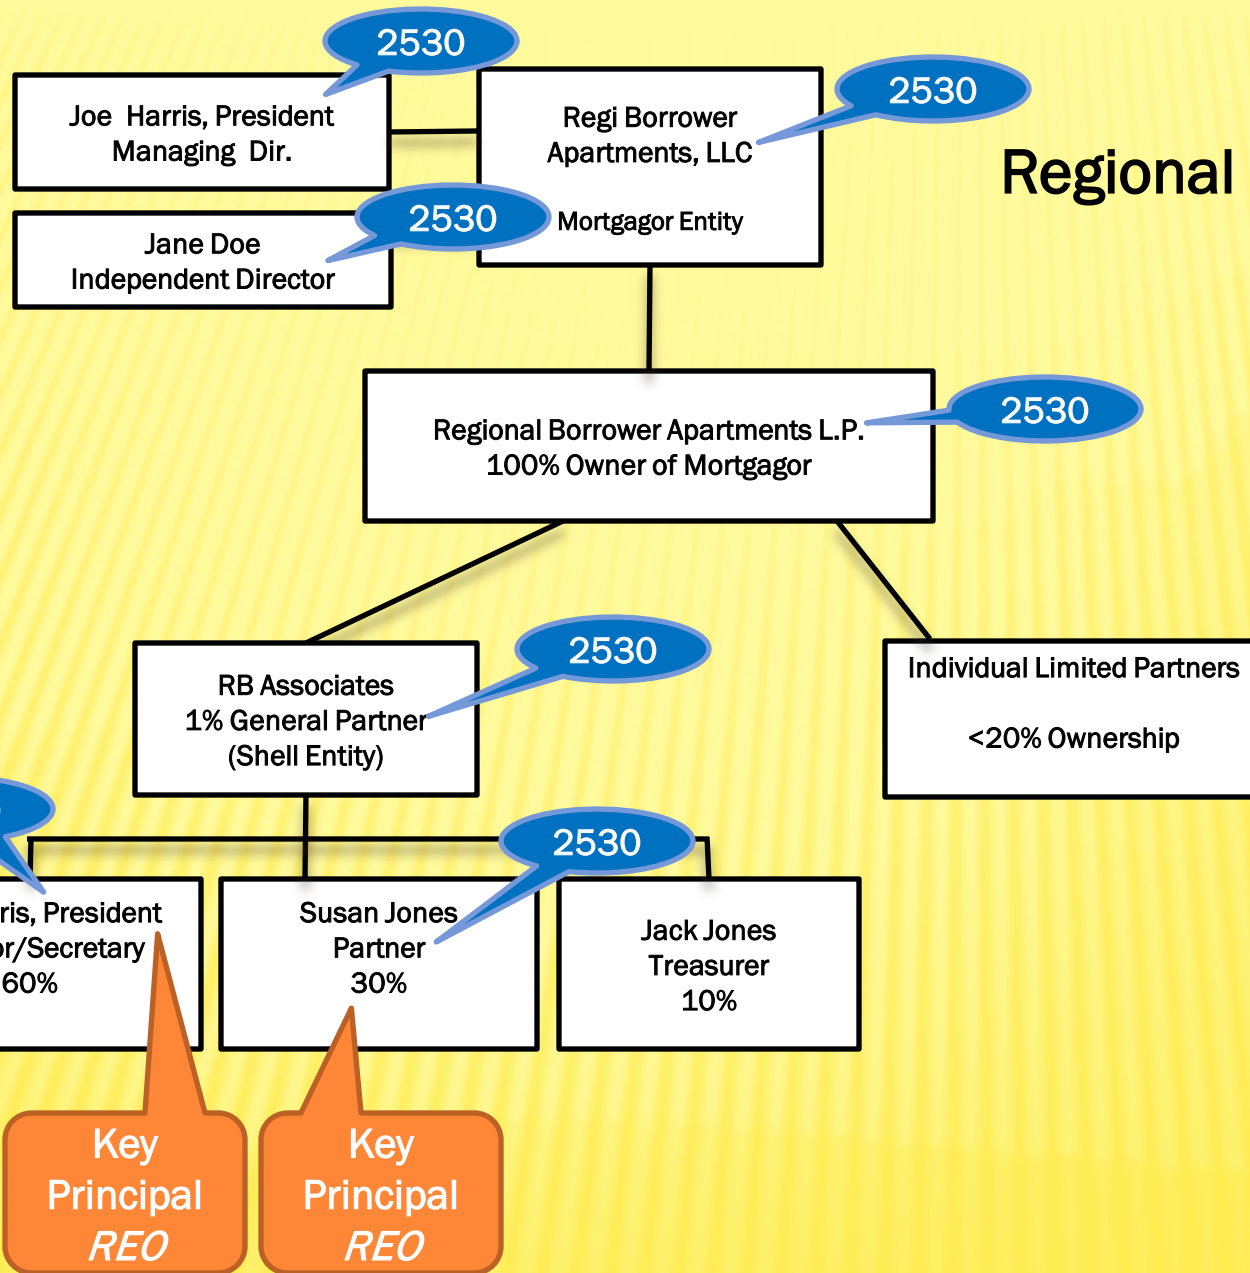 2530
Joe Harris, President
Managing Dir.
Regi Borrower
Apartments, LLC
Mortgagor Entity
2530
Regional
2530
Jane Doe
Independent Director
Regional Borrower Apartments L.P.
100% Owner of Mortgagor
2530
RB Associates
1% General Partner
(Shell Entity)
2530
Individual Limited Partners
<20% Ownership
President
/Secretary
60%
Susan Jones
Partner
30%
2530
Jack Jones
Treasurer
10%
Key
Principal
REO
Key
Principal
REO